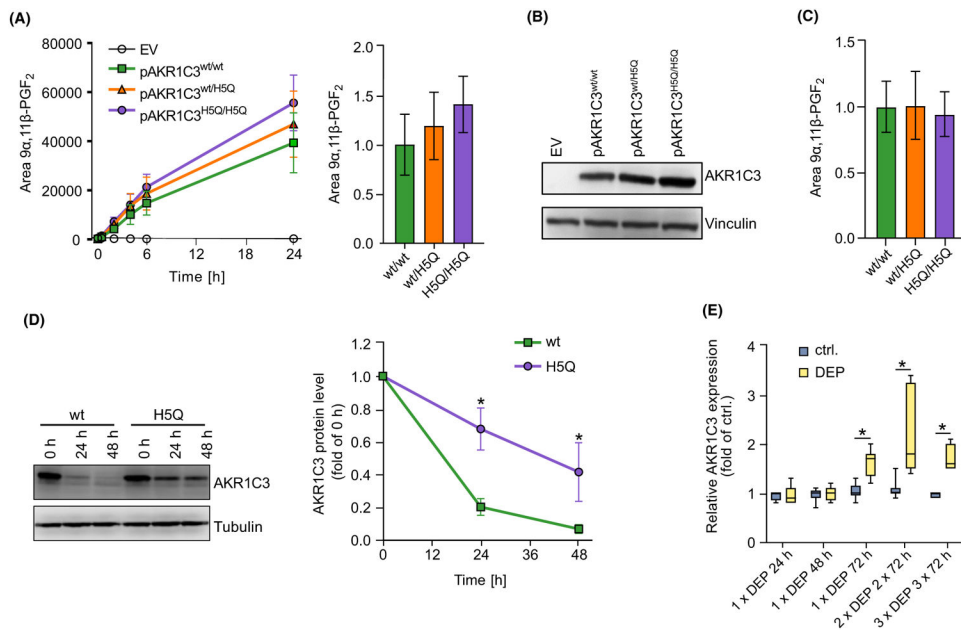 (A)
80000
60000
40000
20000
0
Area 9α,11β-PGF2
0
6
12
18
24
Time [h]
EV
pAKR1C3wt/wt
pAKR1C3wt/H5Q
pAKR1C3H5Q/H5Q
2.0
1.5
1.0
0.5
0.0
Area 9α,11β-PGF2
wt/wt
wt/H5Q
H5Q/H5Q
(B)
EV
pAKR1C3wt/wt
pAKR1C3wt/H5Q
pAKR1C3H5Q/H5Q
AKR1C3
Vinculin
(C)
1.5
1.0
0.5
0.0
Area 9α,11β-PGF2
wt/wt
wt/H5Q
H5Q/H5Q
(D)
wt
H5Q
0 h
24 h
48 h
0 h
24 h
48 h
AKR1C3
Tubulin
1.2
1.0
0.8
0.6
0.4
0.2
0
AKR1C3 protein level
(fold of 0 h)
wt
H5Q
*
*
0
12
24
36
48
Time [h]
(E)
4
3
2
1
0
Relative AKR1C3 expression
(fold of ctrl.)
ctrl.
DEP
*
*
*
1 x DEP 24 h
1 x DEP 48 h
1 x DEP 72 h
2 x DEP 2 x 72 h
3 x DEP 3 x 72 h